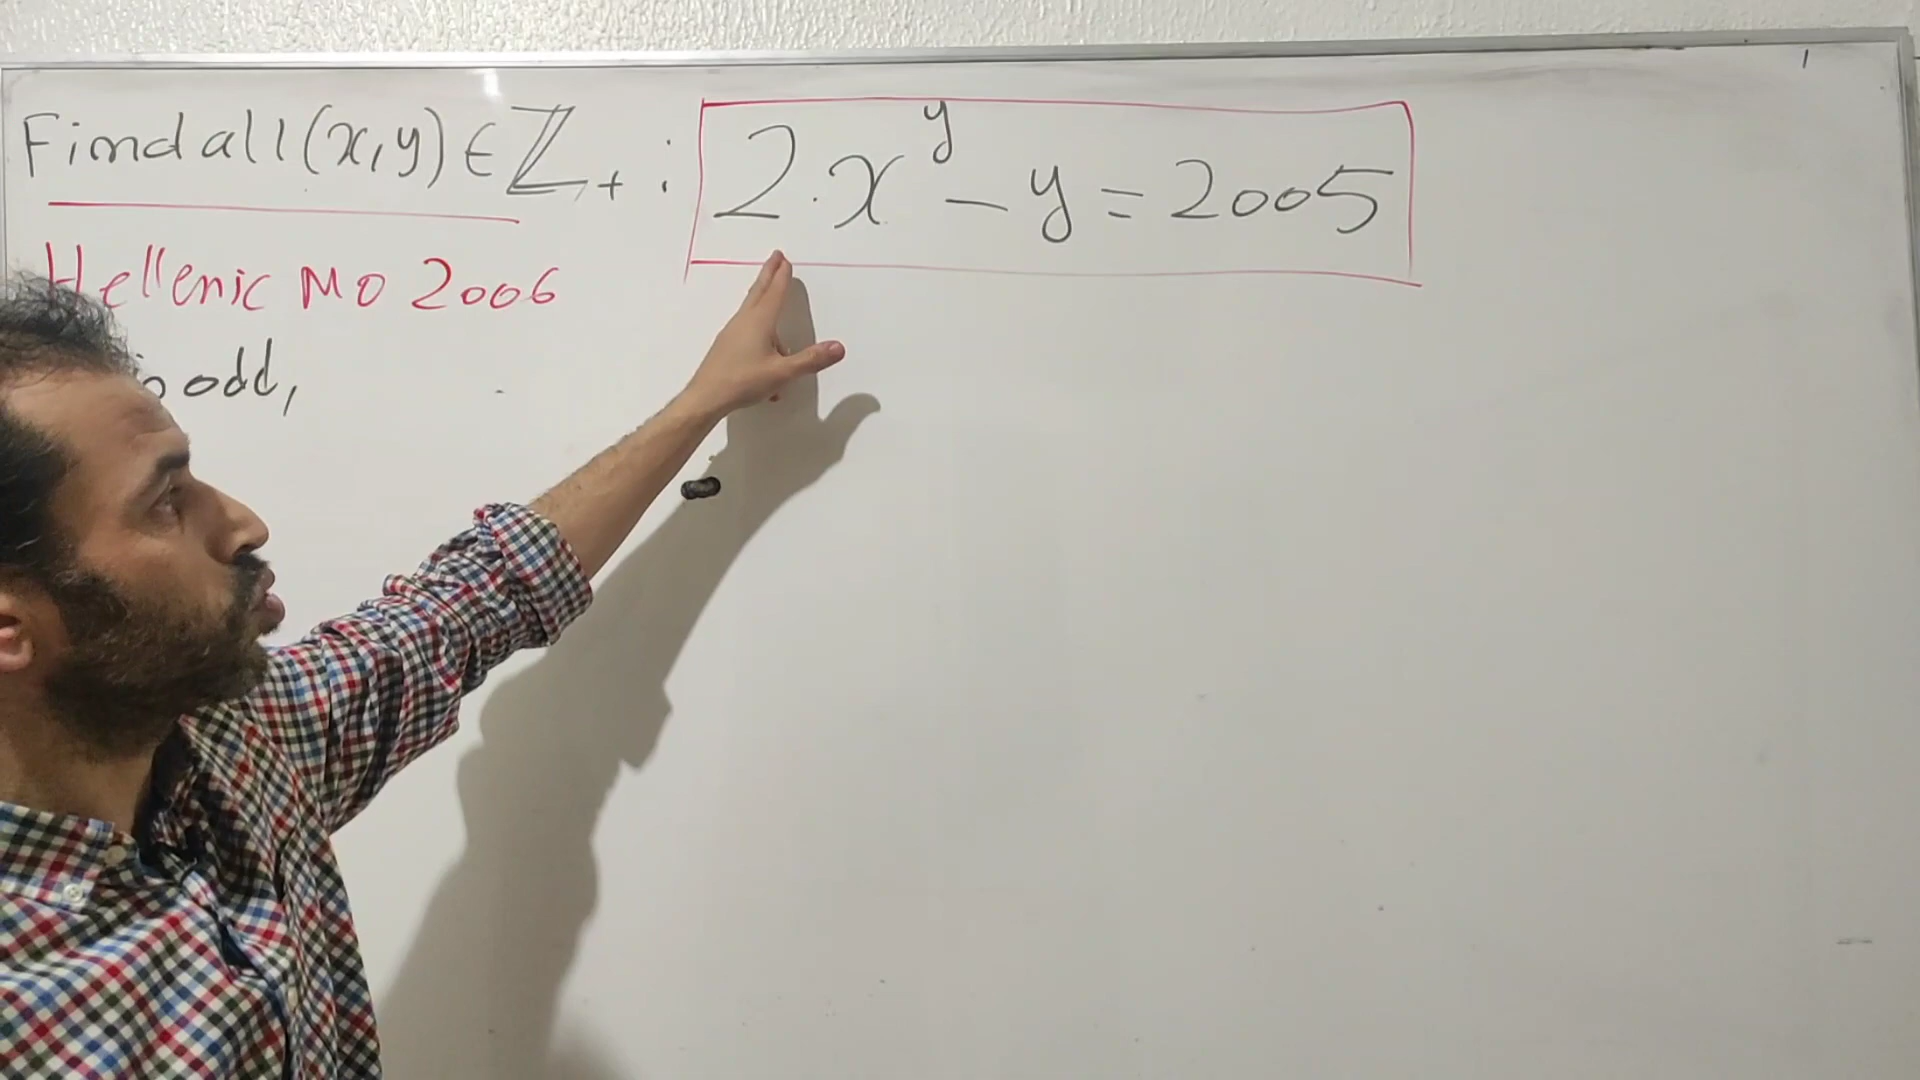 Find all (x,y) ∈ ℤ₊ : 2·x^y − y = 2005
Hellenic MO 2006
odd,